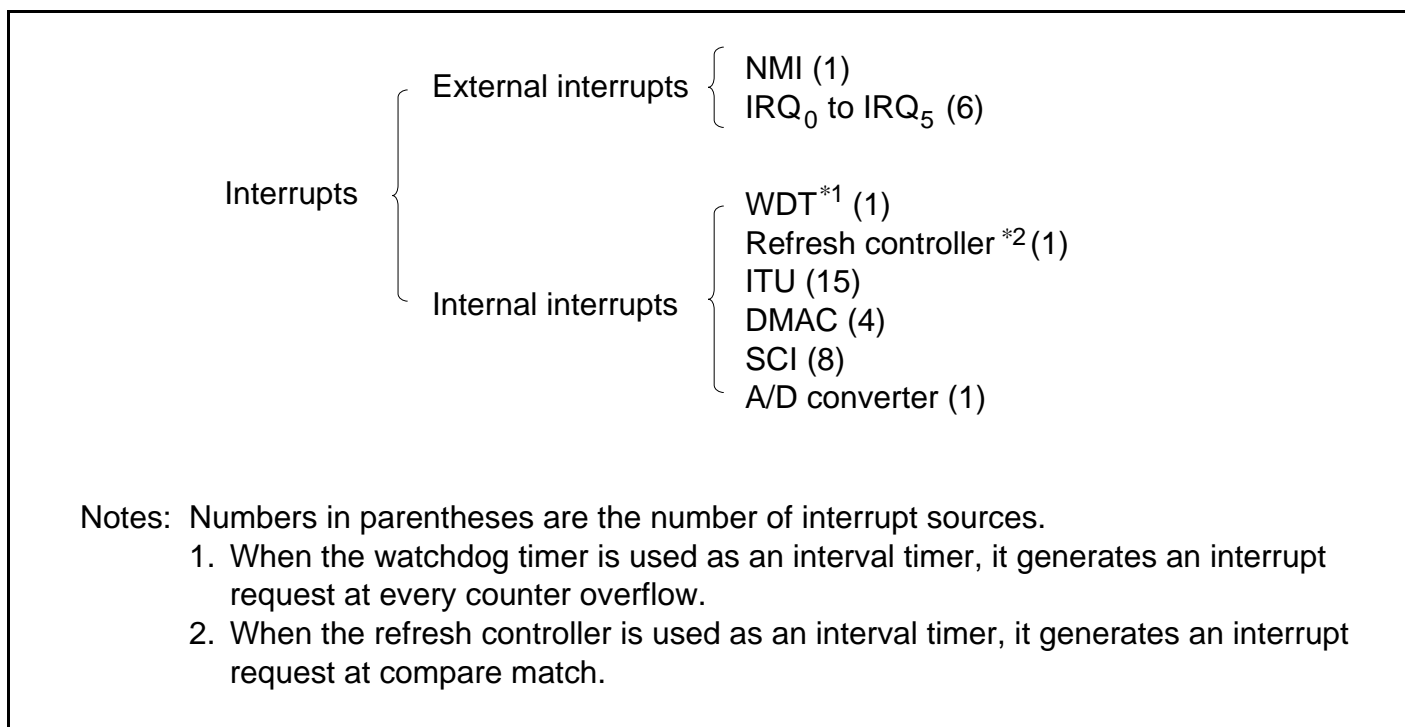 External interrupts
NMI (1)
IRQ0 to IRQ5 (6)
Interrupts
Internal interrupts
WDT*1 (1)
Refresh controller *2 (1)
ITU (15)
DMAC (4)
SCI (8)
A/D converter (1)
Notes: Numbers in parentheses are the number of interrupt sources.
1. When the watchdog timer is used as an interval timer, it generates an interrupt
request at every counter overflow.
2. When the refresh controller is used as an interval timer, it generates an interrupt
request at compare match.